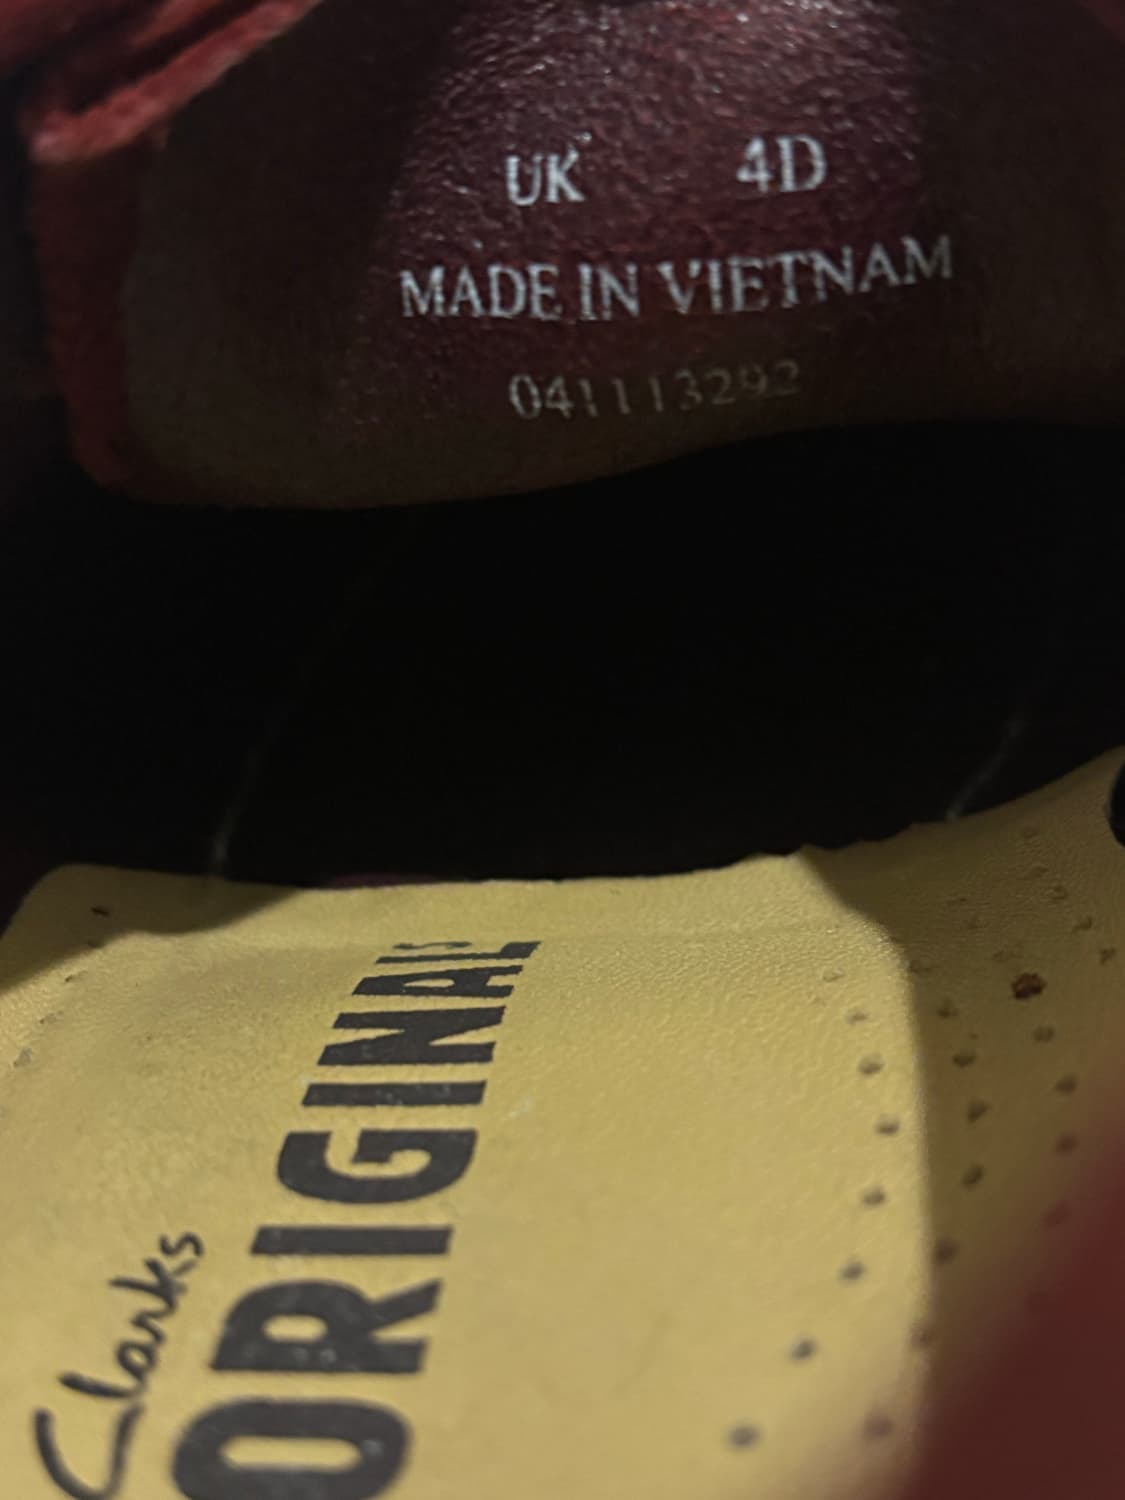 UK 4D
MADE IN VIETNAM
041113292
Clarks
ORIGINALS